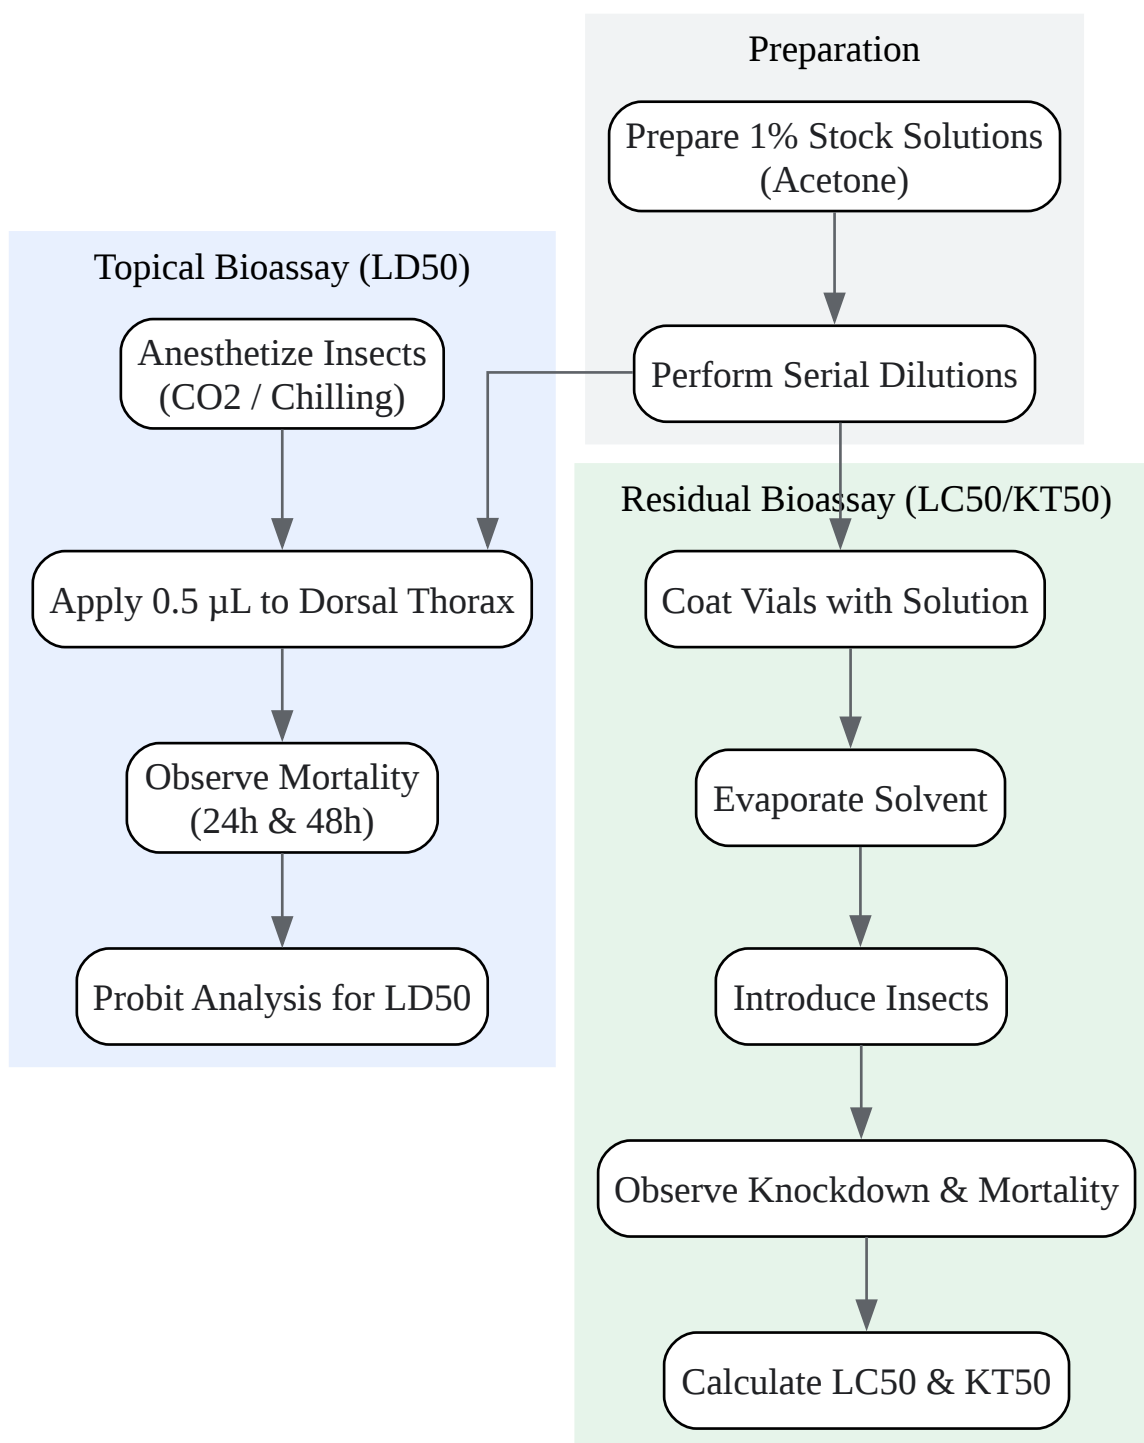 Preparation
Prepare 1% Stock Solutions
(Acetone)
Perform Serial Dilutions
Topical Bioassay (LD50)
Anesthetize Insects
(CO2 / Chilling)
Apply 0.5 µL to Dorsal Thorax
Observe Mortality
(24h & 48h)
Probit Analysis for LD50
Residual Bioassay (LC50/KT50)
Coat Vials with Solution
Evaporate Solvent
Introduce Insects
Observe Knockdown & Mortality
Calculate LC50 & KT50